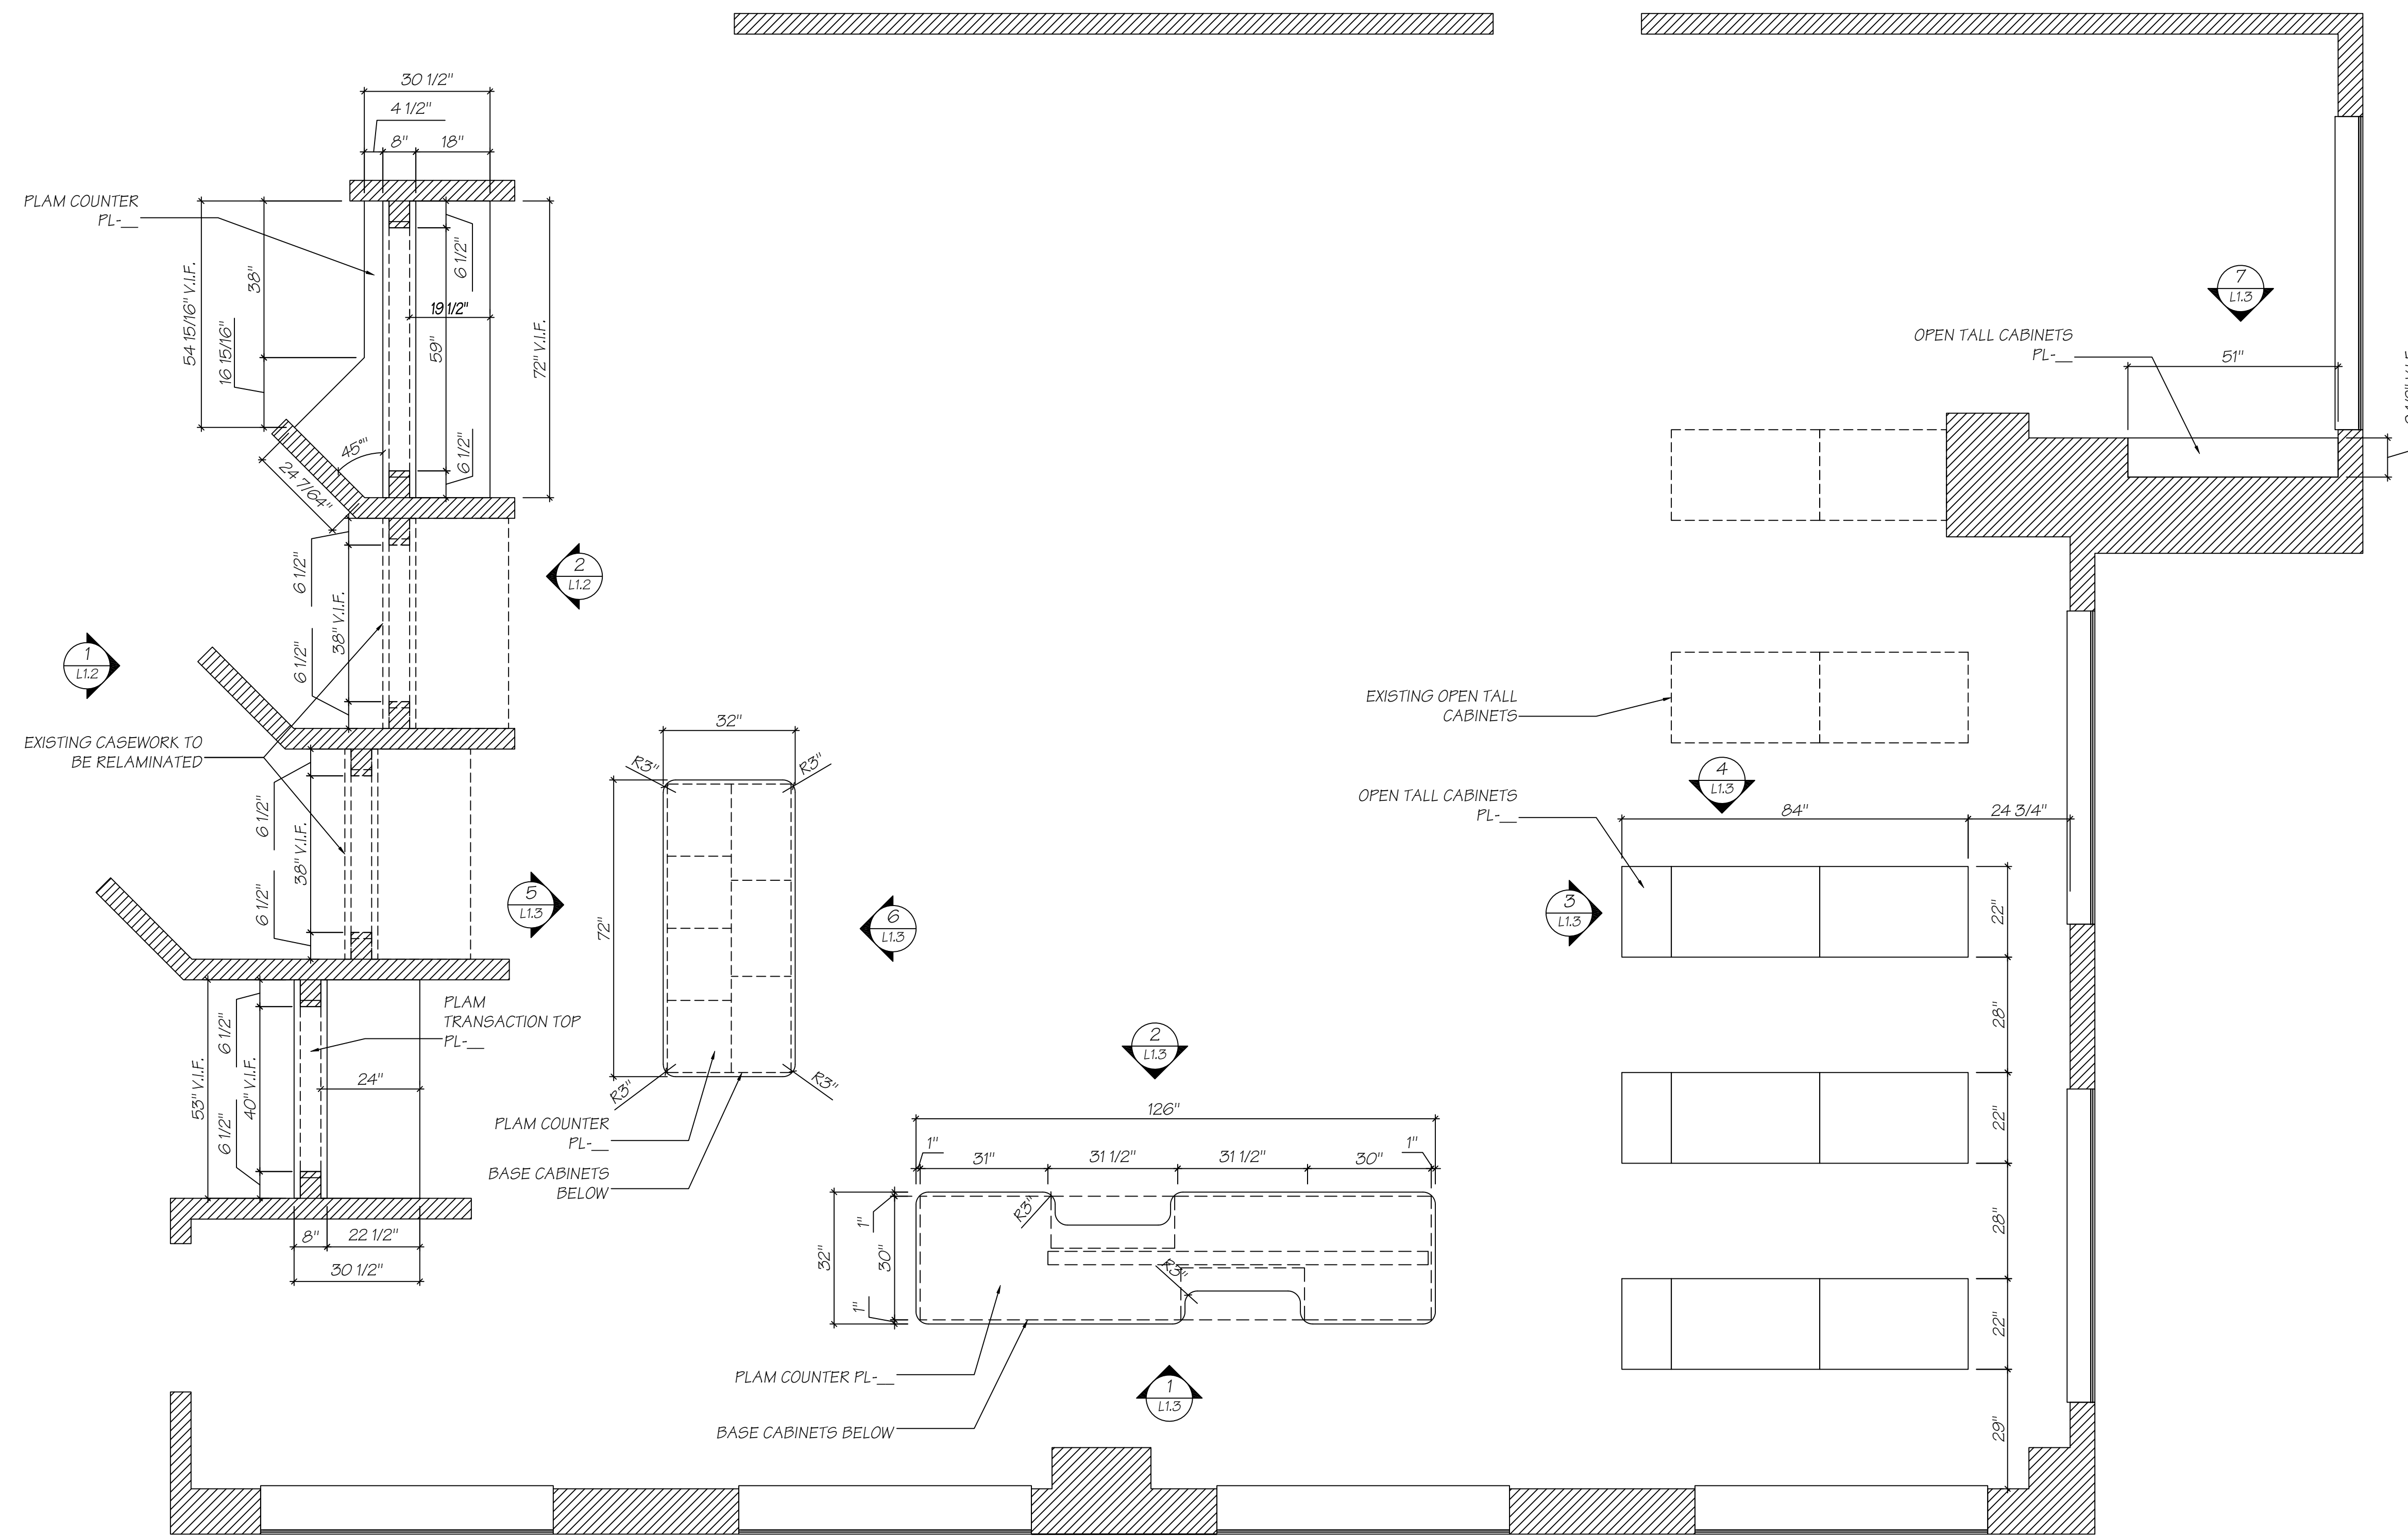 30 1/2"
4 1/2"
8"
18"
PLAM COUNTER
PL-__
54 15/16" V.I.F.
38"
16 15/16"
6 1/2"
19 1/2"
59"
72" V.I.F.
6 1/2"
45°"
24 7/64"
7
L1.3
OPEN TALL CABINETS
PL-__
51"
6 1/2"
38" V.I.F.
6 1/2"
2
L1.2
1
L1.2
EXISTING CASEWORK TO
BE RELAMINATED
EXISTING OPEN TALL
CABINETS
32"
R3"
R3"
72"
R3"
R3"
6 1/2"
38" V.I.F.
6 1/2"
5
L1.3
6
L1.3
4
L1.3
OPEN TALL CABINETS
PL-__
84"
24 3/4"
3
L1.3
22"
28"
22"
28"
22"
29"
PLAM
TRANSACTION TOP
PL-__
53" V.I.F.
6 1/2"
40" V.I.F.
6 1/2"
24"
8"
22 1/2"
30 1/2"
PLAM COUNTER
PL-__
BASE CABINETS
BELOW
2
L1.3
126"
1"
31"
31 1/2"
31 1/2"
30"
1"
32"
1"
30"
1"
R3"
R3"
PLAM COUNTER PL-__
BASE CABINETS BELOW
1
L1.3